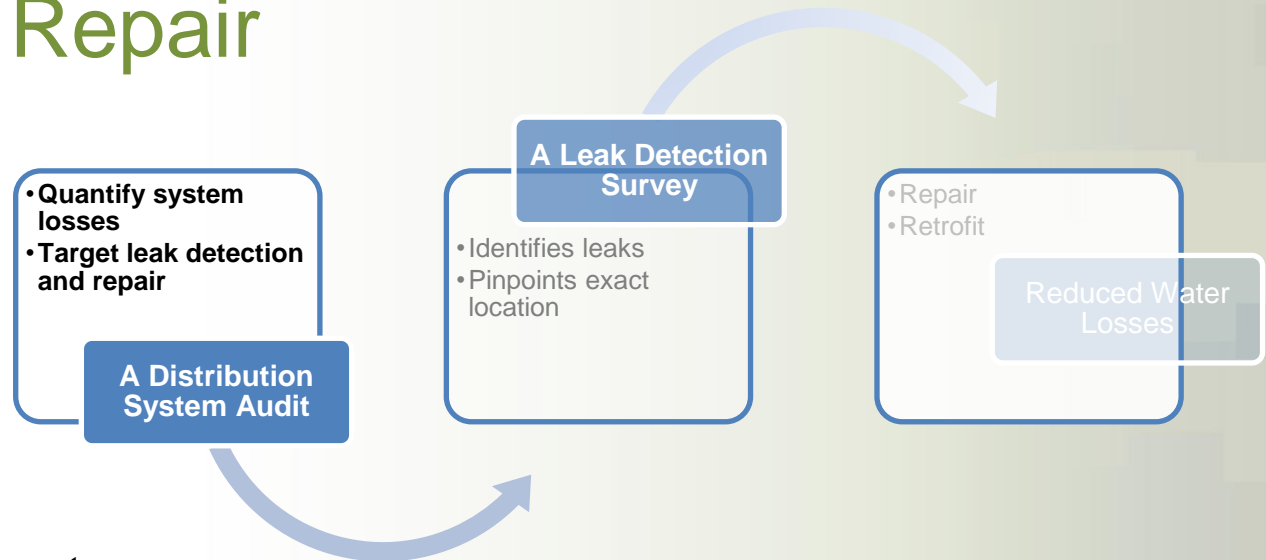 Repair
•Quantify system
losses
•Target leak detection
and repair
A Distribution
System Audit
A Leak Detection
Survey
•Identifies leaks
•Pinpoints exact
location
•Repair
•Retrofit
Reduced Water
Losses